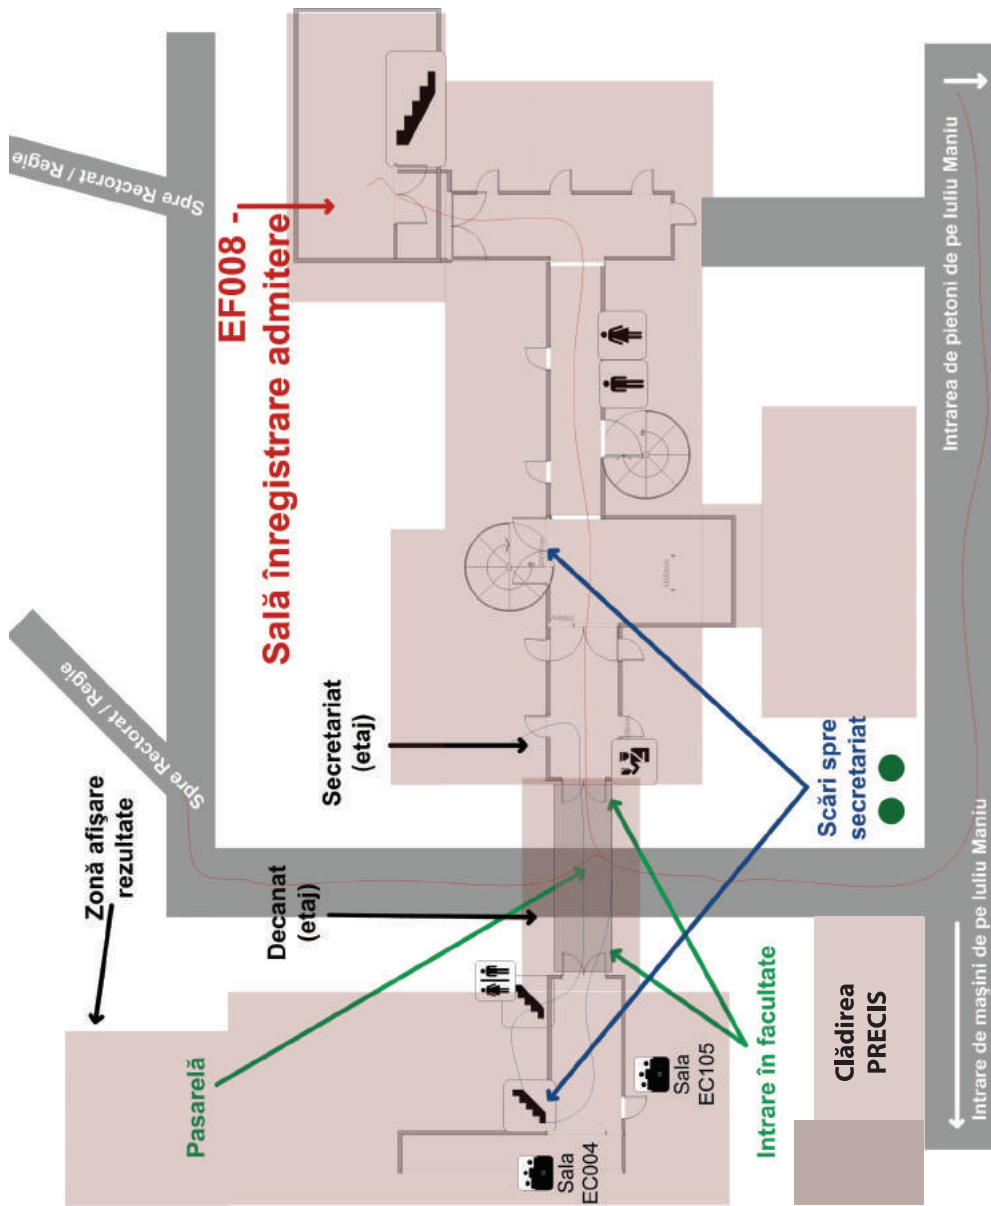 Spre Rectorat / Regie
EF008 -
Sală înregistrare admitere
Intrarea de pietoni de pe Iuliu Maniu
Spre Rectorat / Regie
Secretariat
(etaj)
Zonă afişare
rezultate
Decanat
(etaj)
Scări spre
secretariat
Pasarelă
Intrare în facultate
Sala
EC105
Sala
EC004
Clădirea
PRECIS
Intrare de maşini de pe Iuliu Maniu